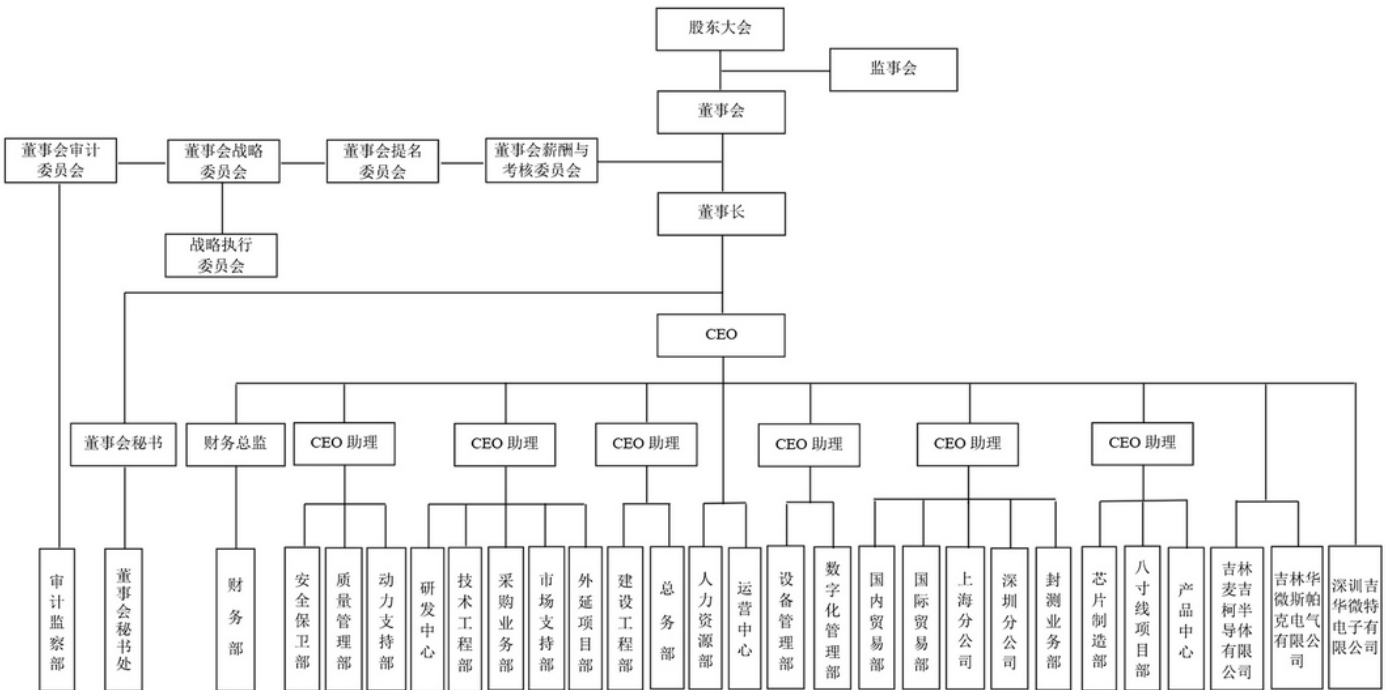 股东大会
监事会
董事会
董事会审计
委员会
董事会战略
委员会
董事会提名
委员会
董事会薪酬与
考核委员会
董事长
战略执行
委员会
CEO
董事会秘书
财务总监
CEO 助理
CEO 助理
CEO 助理
CEO 助理
CEO 助理
CEO 助理
审计监察部
董事会秘书处
财务部
安全保卫部
质量管理部
动力支持部
研发中心
技术工程部
采购业务部
市场支持部
外延项目部
建设工程部
总务部
人力资源部
运营中心
设备管理部
数字化管理部
国内贸易部
国际贸易部
上海分公司
深圳分公司
封测业务部
芯片制造部
八寸线项目部
产品中心
吉林
麦吉
柯半
导体
有限
公司
吉林华
微斯帕
克电气
有限公
司
深圳吉
华微特
电子有
限公司